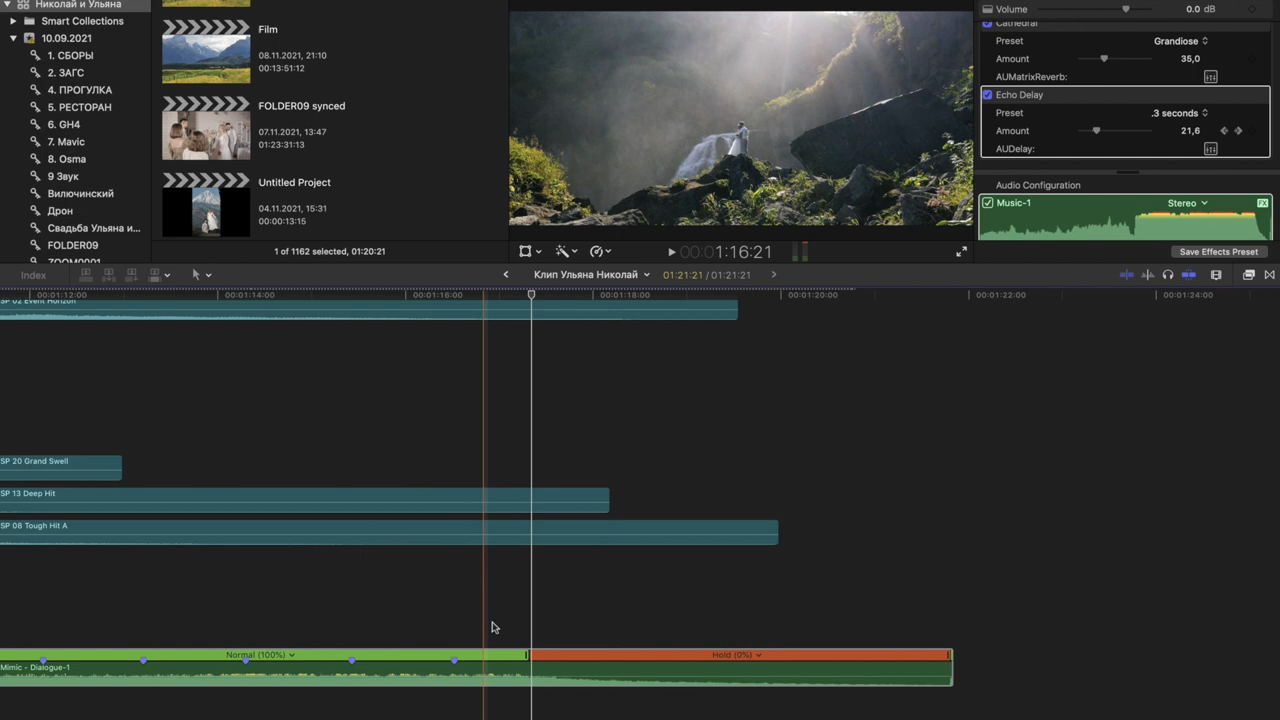 Николай и Ульяна
Smart Collections
10.09.2021
1. СБОРЫ
2. ЗАГС
4. ПРОГУЛКА
5. РЕСТОРАН
6. GH4
7. Mavic
8. Osma
9 Звук
Вилючинский
Дрон
Свадьба Ульяна и...
FOLDER09
ZOOM0001
Film
08.11.2021, 21:10
00:13:51:12
FOLDER09 synced
07.11.2021, 13:47
01:23:31:13
Untitled Project
04.11.2021, 15:31
00:00:13:15
1 of 1162 selected, 01:20:21
00:00:1:16:21
Volume 0.0 dB
Cathedral
Preset Grandiose
Amount 35,0
AUMatrixReverb:
Echo Delay
Preset .3 seconds
Amount 21,6
AUDelay:
Audio Configuration
Music-1 Stereo FX
Save Effects Preset
Index
Клип Ульяна Николай 01:21:21 / 01:21:21
00:01:12:00 00:01:14:00 00:01:16:00 00:01:18:00 00:01:20:00 00:01:22:00 00:01:24:00
SP 02 Event Horizon
SP 20 Grand Swell
SP 13 Deep Hit
SP 08 Tough Hit A
Normal (100%) Hold (0%)
Mimic - Dialogue-1